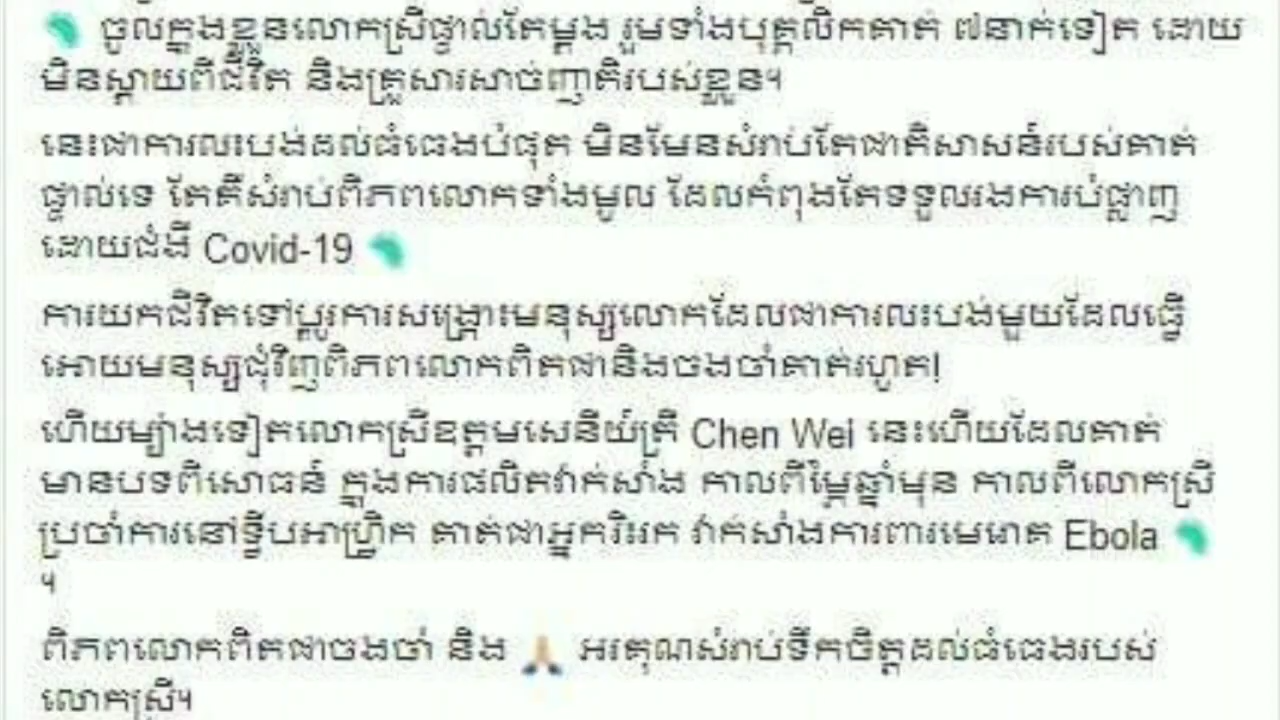 ចូលក្នុងខ្លួនលោកស្រីផ្ទាល់តែម្តង រួមទាំងបុគ្គលិកគាត់ ៧នាក់ទៀត ដោយ
មិនស្តាយពីជីវិត និងគ្រួសារសាច់ញាតិរបស់ខ្លួន។
នេះជាការលះបង់ដល់ធំធេងបំផុត មិនមែនសំរាប់តែជាតិសាសន៍របស់គាត់
ផ្ទាល់ទេ តែគឺសំរាប់ពិភពលោកទាំងមូល ដែលកំពុងតែទទួលរងការបំផ្លាញ
ដោយជំងឺ Covid-19
ការយកជីវិតទៅប្តូរការសង្គ្រោះមនុស្សលោកដែលជាការលះបង់មួយដែលធ្វើ
អោយមនុស្សជុំវិញពិភពលោកពិតជានិងចងចាំគាត់រហូត!
ហើយម្យ៉ាងទៀតលោកស្រីឧត្តមសេនីយ៍ត្រី Chen Wei នេះហើយដែលគាត់
មានបទពិសោធន៍ ក្នុងការផលិតវ៉ាក់សាំង កាលពីម្ភៃឆ្នាំមុន កាលពីលោកស្រី
ប្រចាំការនៅទ្វីបអាហ្វ្រិក គាត់ជាអ្នករិះរក វ៉ាក់សាំងការពារមេរោគ Ebola
។
ពិភពលោកពិតជាចងចាំ និង 🙏🏼 អរគុណសំរាប់ទឹកចិត្តដល់ធំធេងរបស់
លោកស្រី។